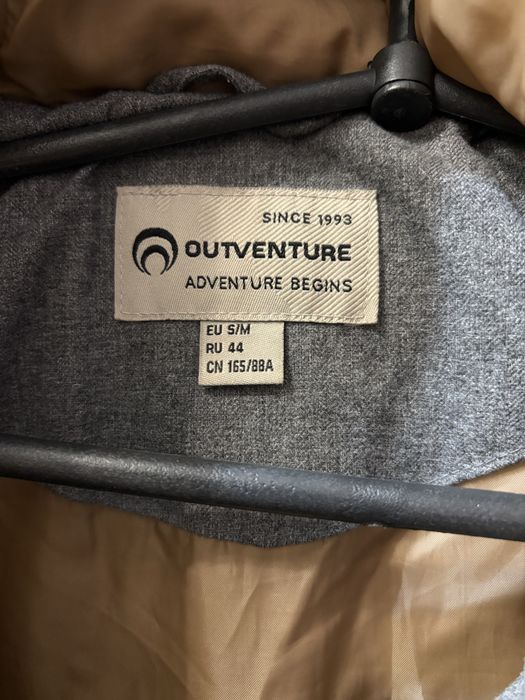 SINCE 1993
OUTVENTURE
ADVENTURE BEGINS
EU S/M
RU 44
CN 165/88A